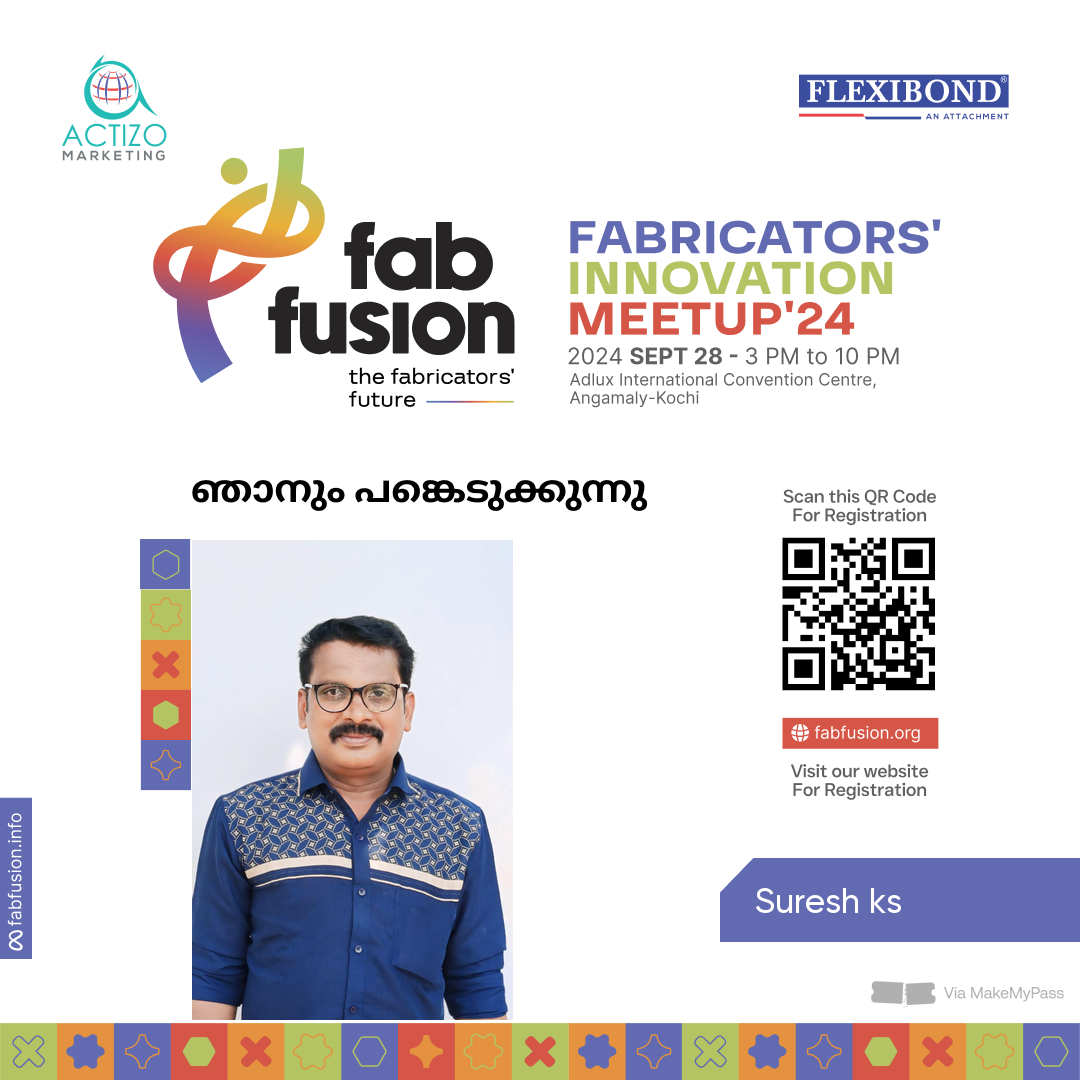 ACTIZO
MARKETING
FLEXIBOND®
AN ATTACHMENT
fab
fusion
the fabricators'
future
FABRICATORS'
INNOVATION
MEETUP'24
2024 SEPT 28 - 3 PM to 10 PM
Adlux International Convention Centre,
Angamaly-Kochi
ഞാനും പങ്കെടുക്കുന്നു
Scan this QR Code
For Registration
fabfusion.org
Visit our website
For Registration
fabfusion.info
Suresh ks
Via MakeMyPass